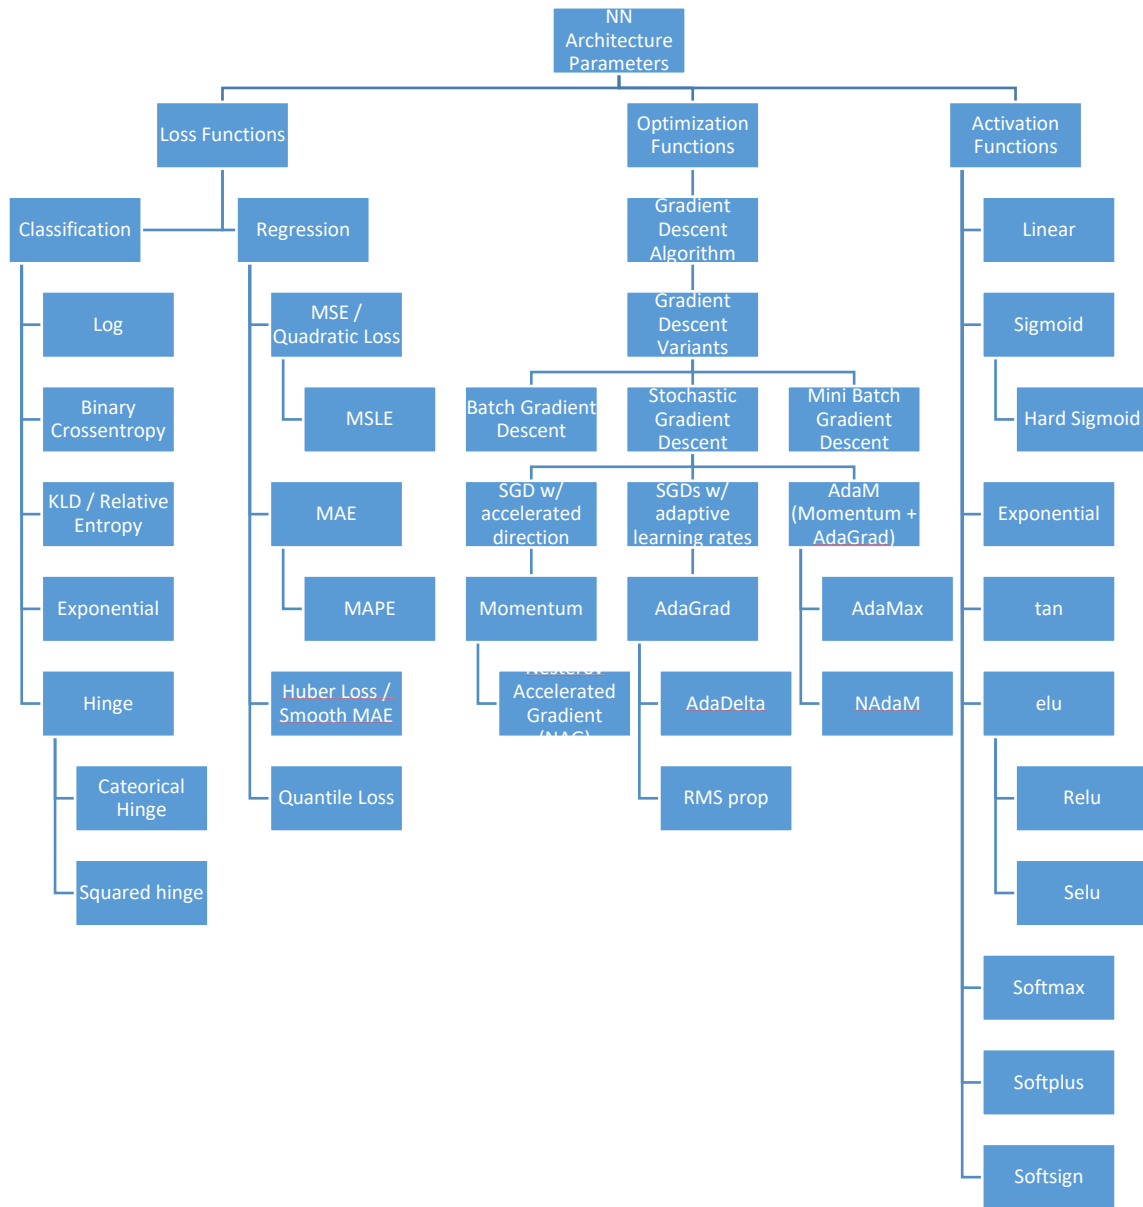 NN
Architecture
Parameters
Loss Functions
Optimization
Functions
Activation
Functions
Classification
Regression
Gradient
Descent
Algorithm
Linear
Log
MSE /
Quadratic Loss
Gradient
Descent
Variants
Sigmoid
Binary
Crossentropy
MSLE
Batch Gradient
Descent
Stochastic
Gradient
Descent
Mini Batch
Gradient
Descent
Hard Sigmoid
KLD / Relative
Entropy
MAE
SGD w/
accelerated
direction
SGDs w/
adaptive
learning rates
AdaM
(Momentum +
AdaGrad)
Exponential
Exponential
MAPE
Momentum
AdaGrad
AdaMax
tan
Hinge
Huber Loss /
Smooth MAE
Nesterov
Accelerated
Gradient
(NAG)
AdaDelta
NAdaM
elu
Cateorical
Hinge
Quantile Loss
RMS prop
Relu
Squared hinge
Selu
Softmax
Softplus
Softsign